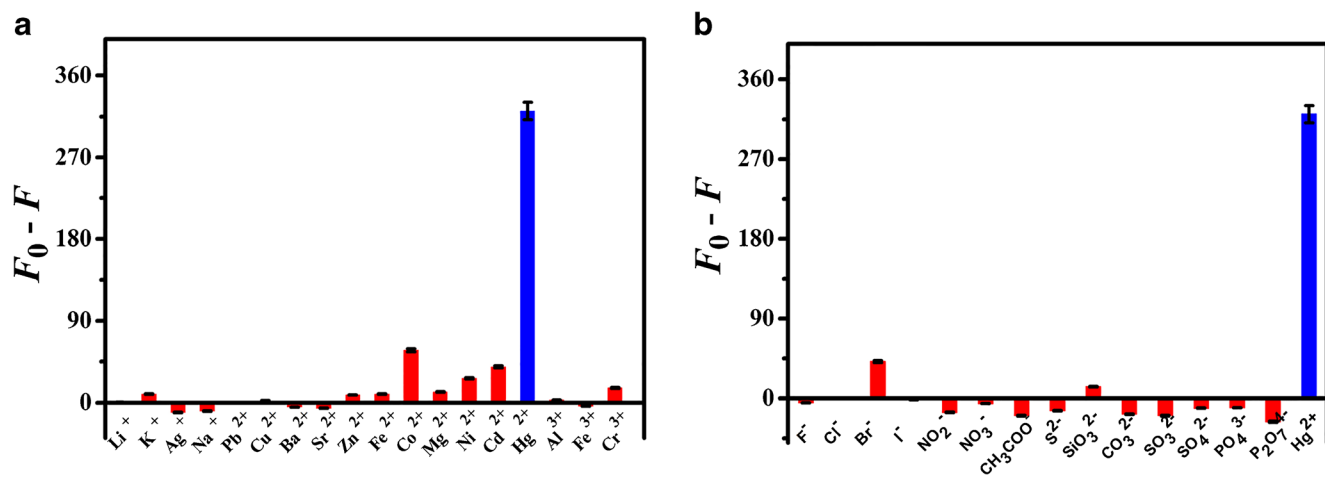 a
F₀ - F
360
270
180
90
0
Li⁺
K⁺
Ag⁺
Na⁺
Pb²⁺
Cu²⁺
Ba²⁺
Sr²⁺
Zn²⁺
Fe²⁺
Co²⁺
Mg²⁺
Ni²⁺
Cd²⁺
Hg²⁺
Al³⁺
Fe³⁺
Cr³⁺
b
F₀ - F
360
270
180
90
0
F⁻
Cl⁻
Br⁻
I⁻
NO₂⁻
NO₃⁻
CH₃COO⁻
S²⁻
SiO₃²⁻
CO₃²⁻
SO₃²⁻
SO₄²⁻
PO₄³⁻
P₂O₇⁴⁻
Hg²⁺